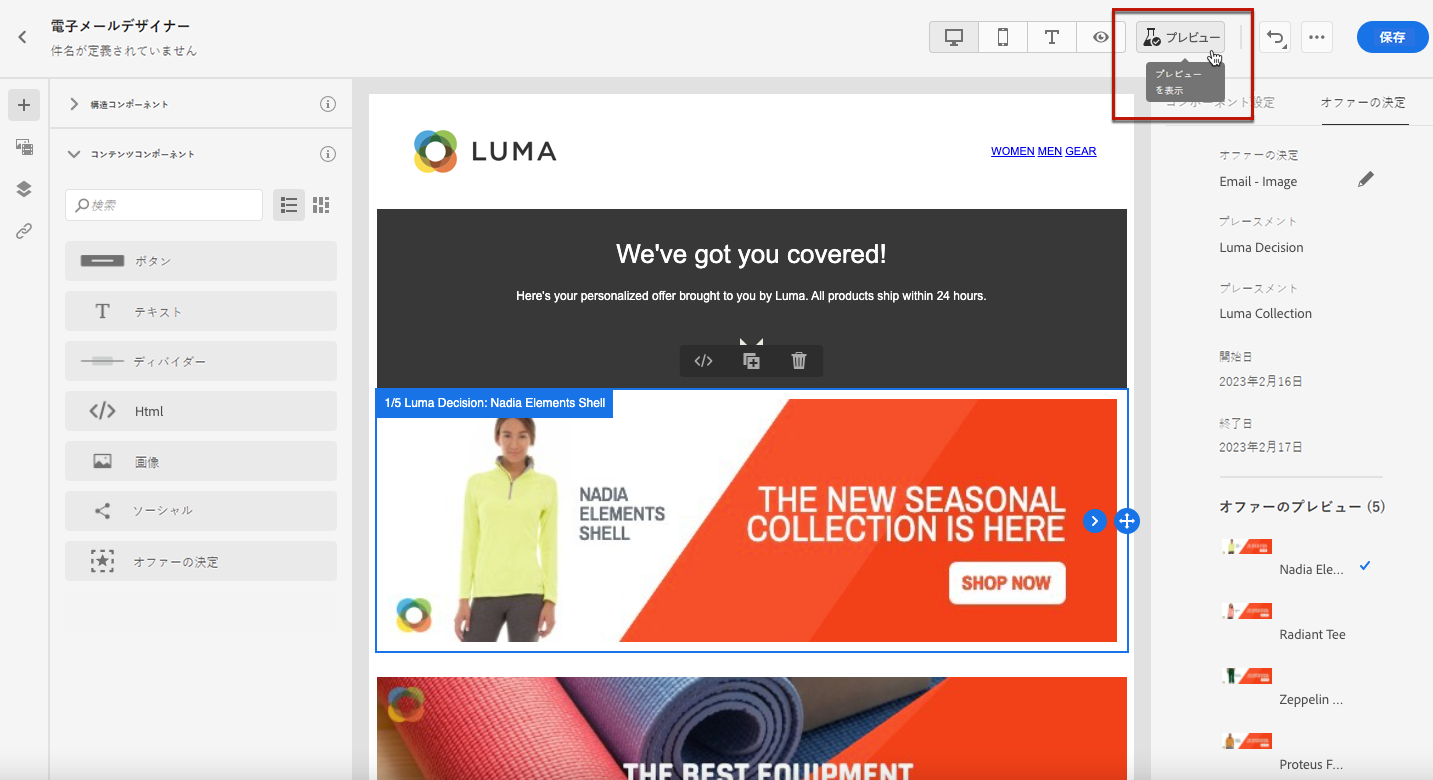 電子メールデザイナー
件名が定義されていません
プレビュー
保存
プレビュー
を表示
構造コンポーネント
コンテンツコンポーネント
検索
ボタン
テキスト
ディバイダー
Html
画像
ソーシャル
オファーの決定
LUMA
WOMEN MEN GEAR
We've got you covered!
Here's your personalized offer brought to you by Luma. All products ship within 24 hours.
1/5 Luma Decision: Nadia Elements Shell
NADIA
ELEMENTS
SHELL
THE NEW SEASONAL
COLLECTION IS HERE
SHOP NOW
THE BEST EQUIPMENT
コンポーネント設定
オファーの決定
オファーの決定
Email - Image
プレースメント
Luma Decision
プレースメント
Luma Collection
開始日
2023年2月16日
終了日
2023年2月17日
オファーのプレビュー (5)
Nadia Ele...
Radiant Tee
Zeppelin ...
Proteus F...